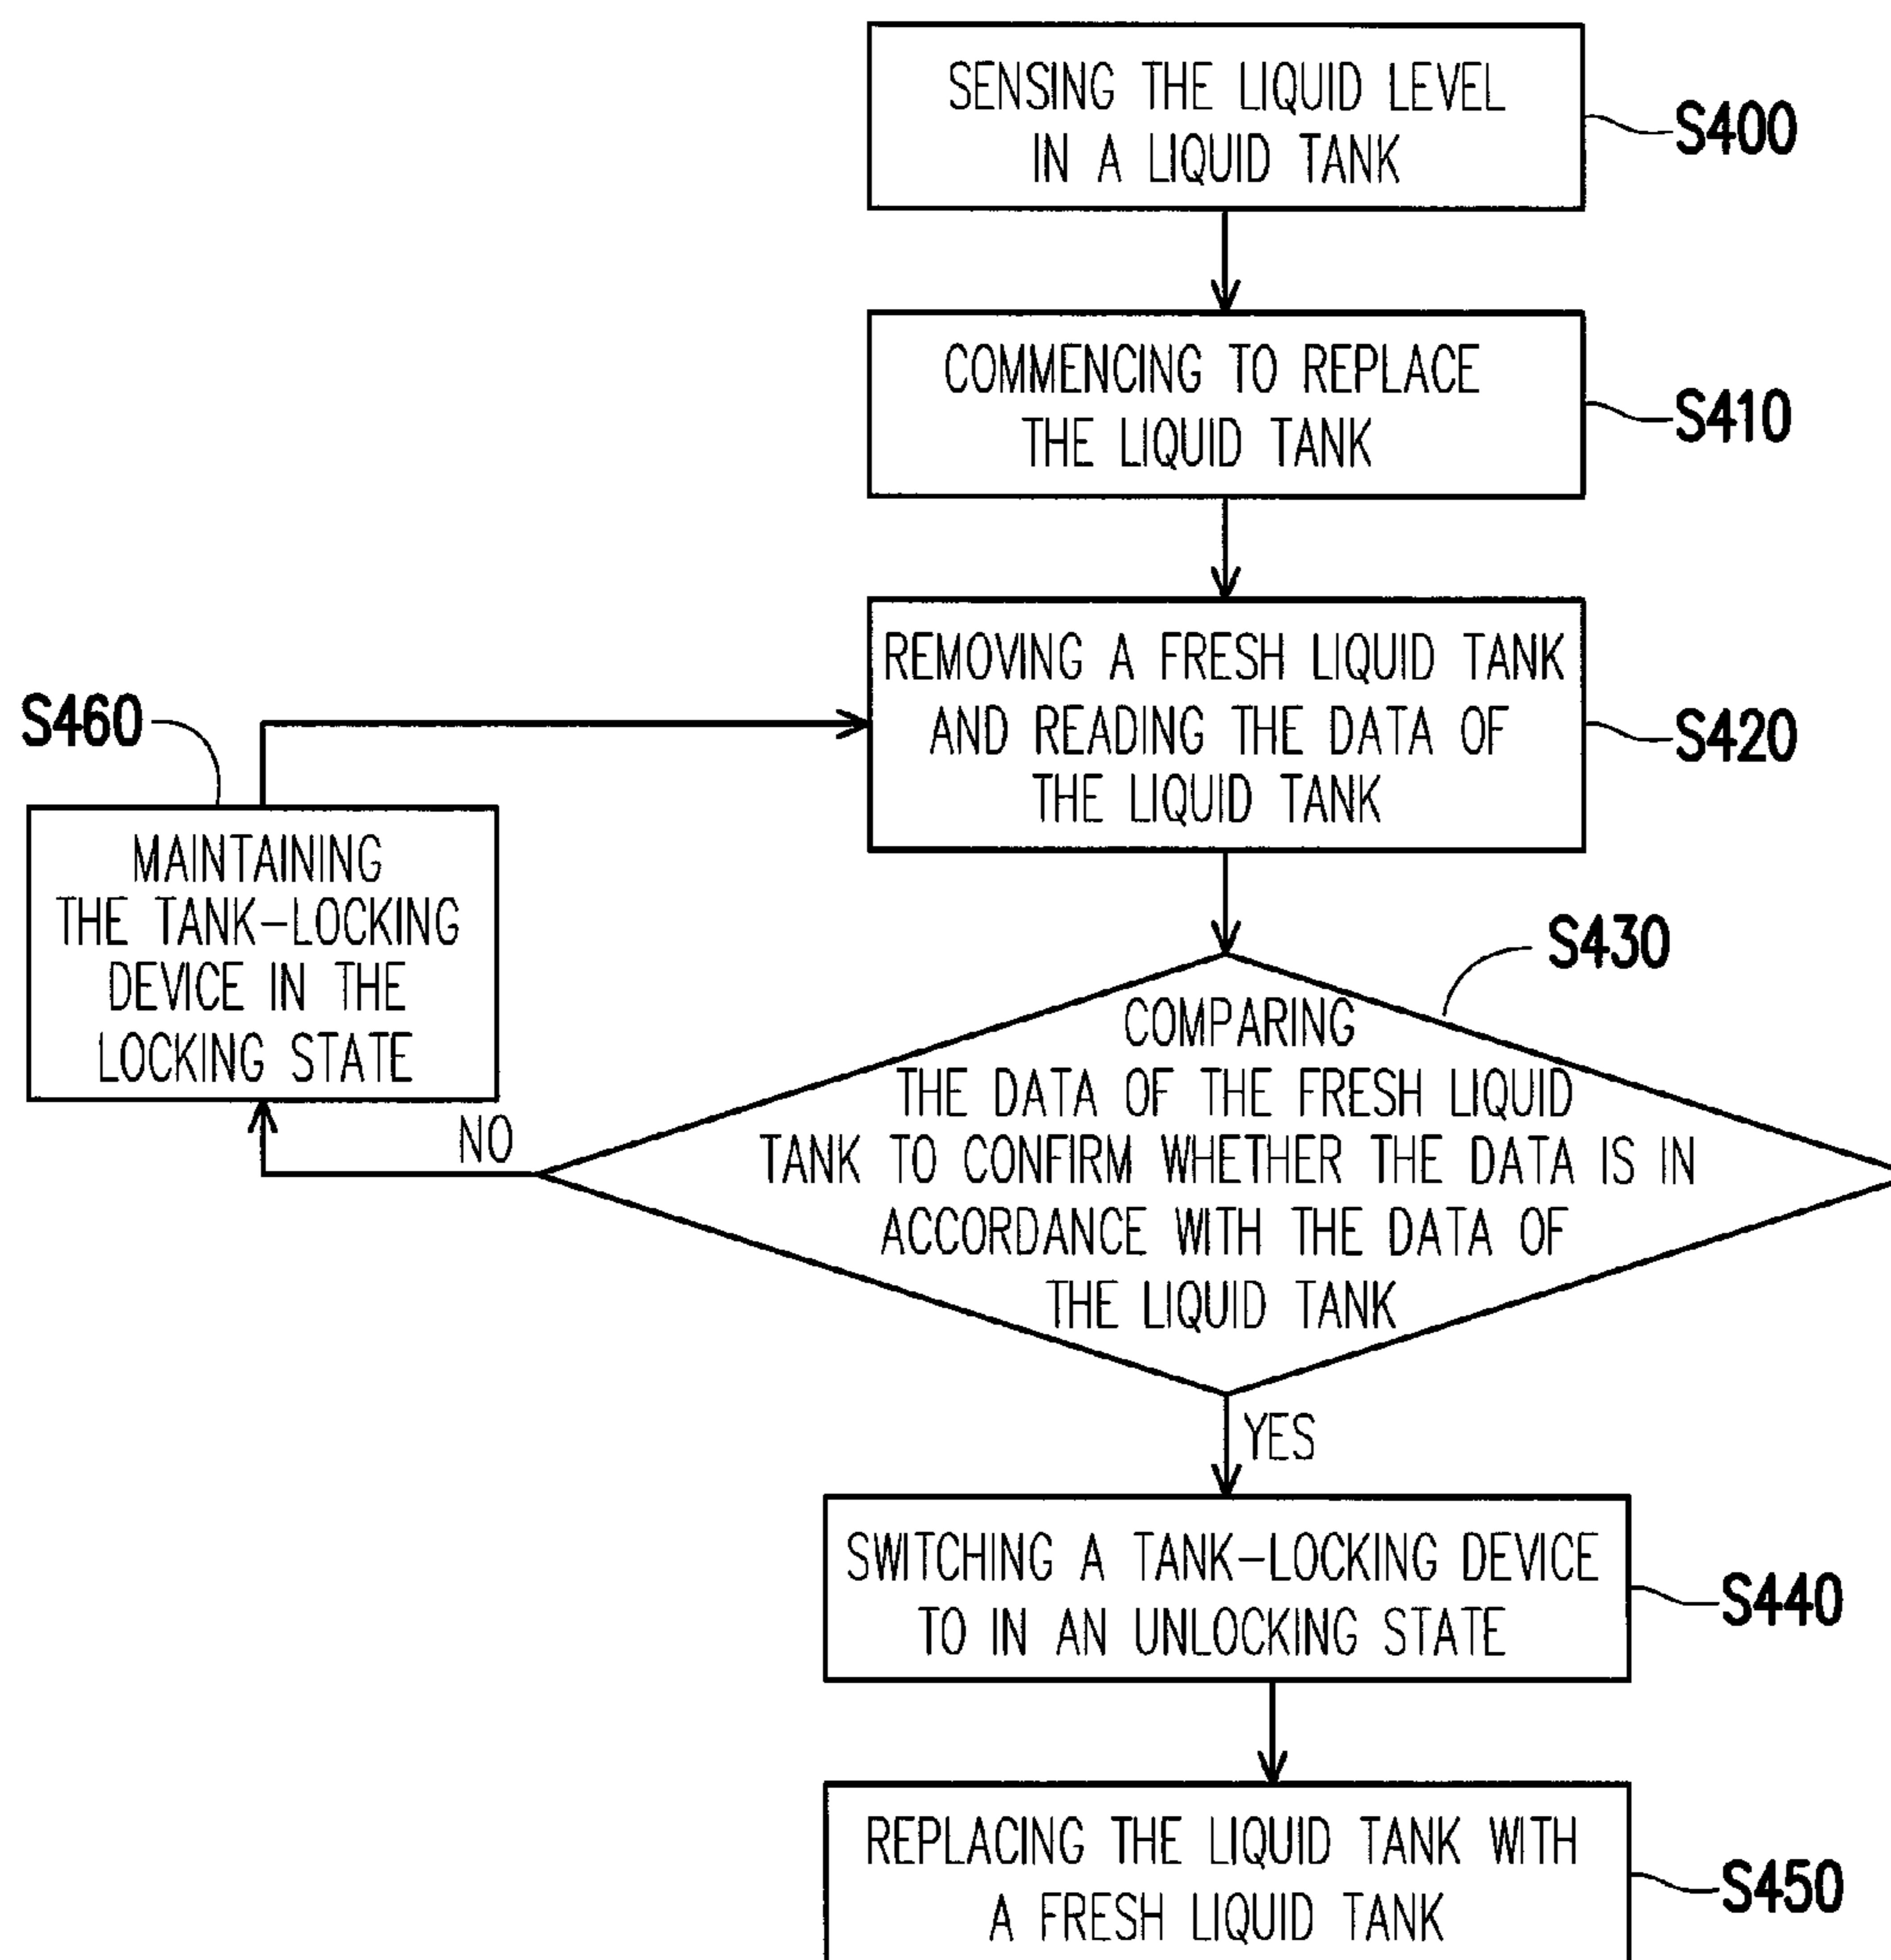 SENSING THE LIQUID LEVEL
IN A LIQUID TANK
S400
COMMENCING TO REPLACE
THE LIQUID TANK
S410
REMOVING A FRESH LIQUID TANK
AND READING THE DATA OF
THE LIQUID TANK
S420
S460
MAINTAINING
THE TANK-LOCKING
DEVICE IN THE
LOCKING STATE
S430
COMPARING
THE DATA OF THE FRESH LIQUID
TANK TO CONFIRM WHETHER THE DATA IS IN
ACCORDANCE WITH THE DATA OF
THE LIQUID TANK
NO
YES
SWITCHING A TANK-LOCKING DEVICE
TO IN AN UNLOCKING STATE
S440
REPLACING THE LIQUID TANK WITH
A FRESH LIQUID TANK
S450